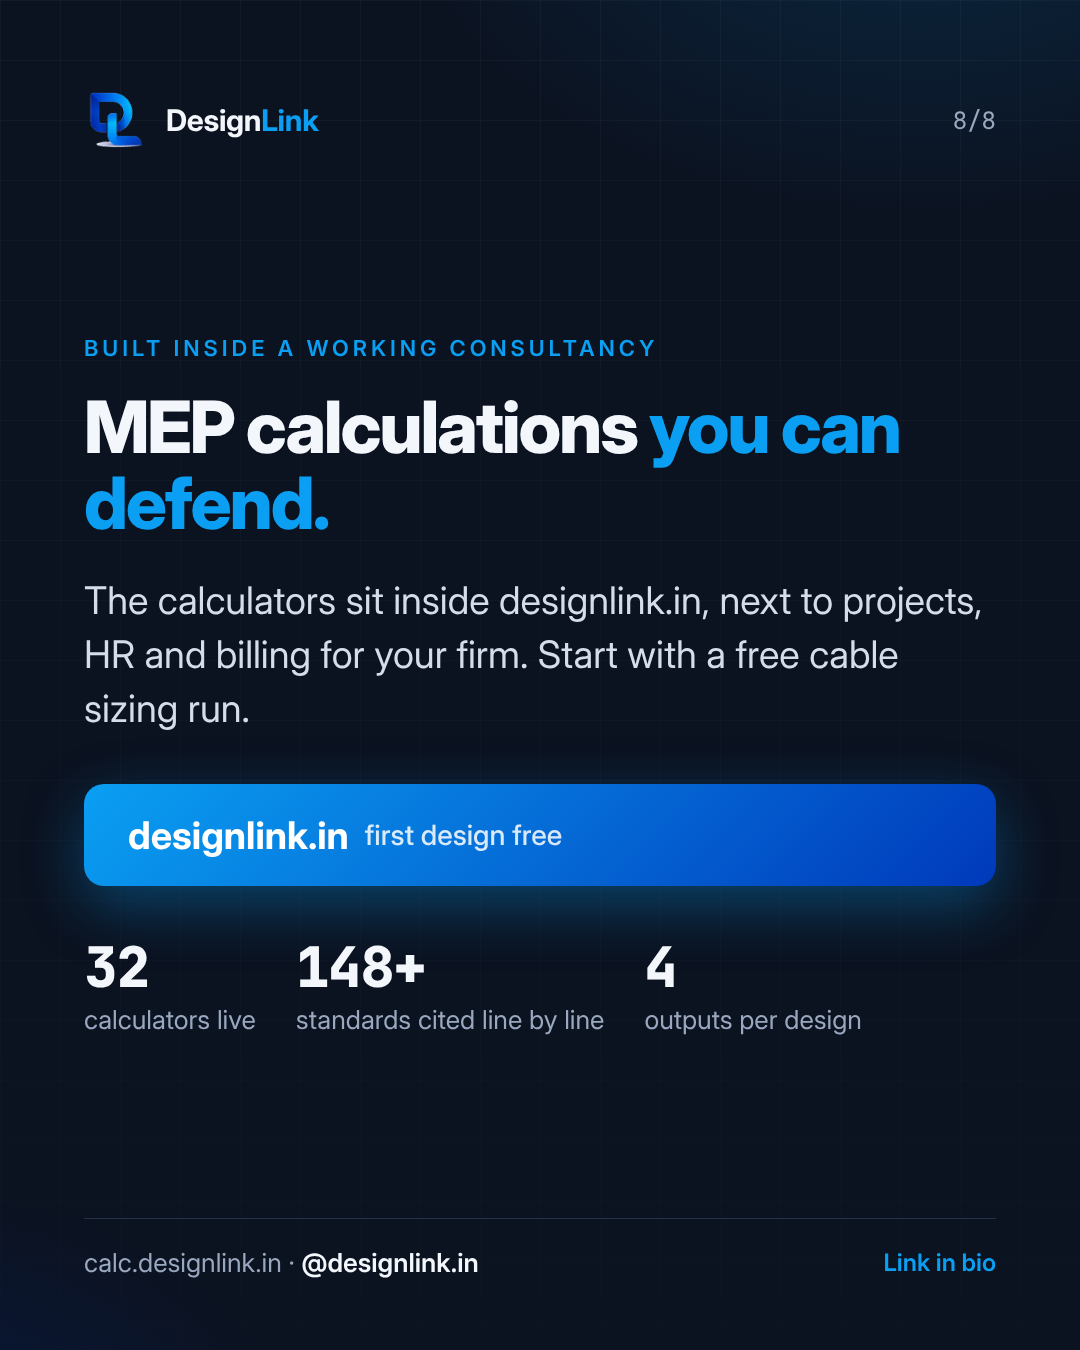 DesignLink
8/8
BUILT INSIDE A WORKING CONSULTANCY
MEP calculations you can
defend.
The calculators sit inside designlink.in, next to projects,
HR and billing for your firm. Start with a free cable
sizing run.
designlink.in first design free
32
calculators live
148+
standards cited line by line
4
outputs per design
calc.designlink.in · @designlink.in
Link in bio